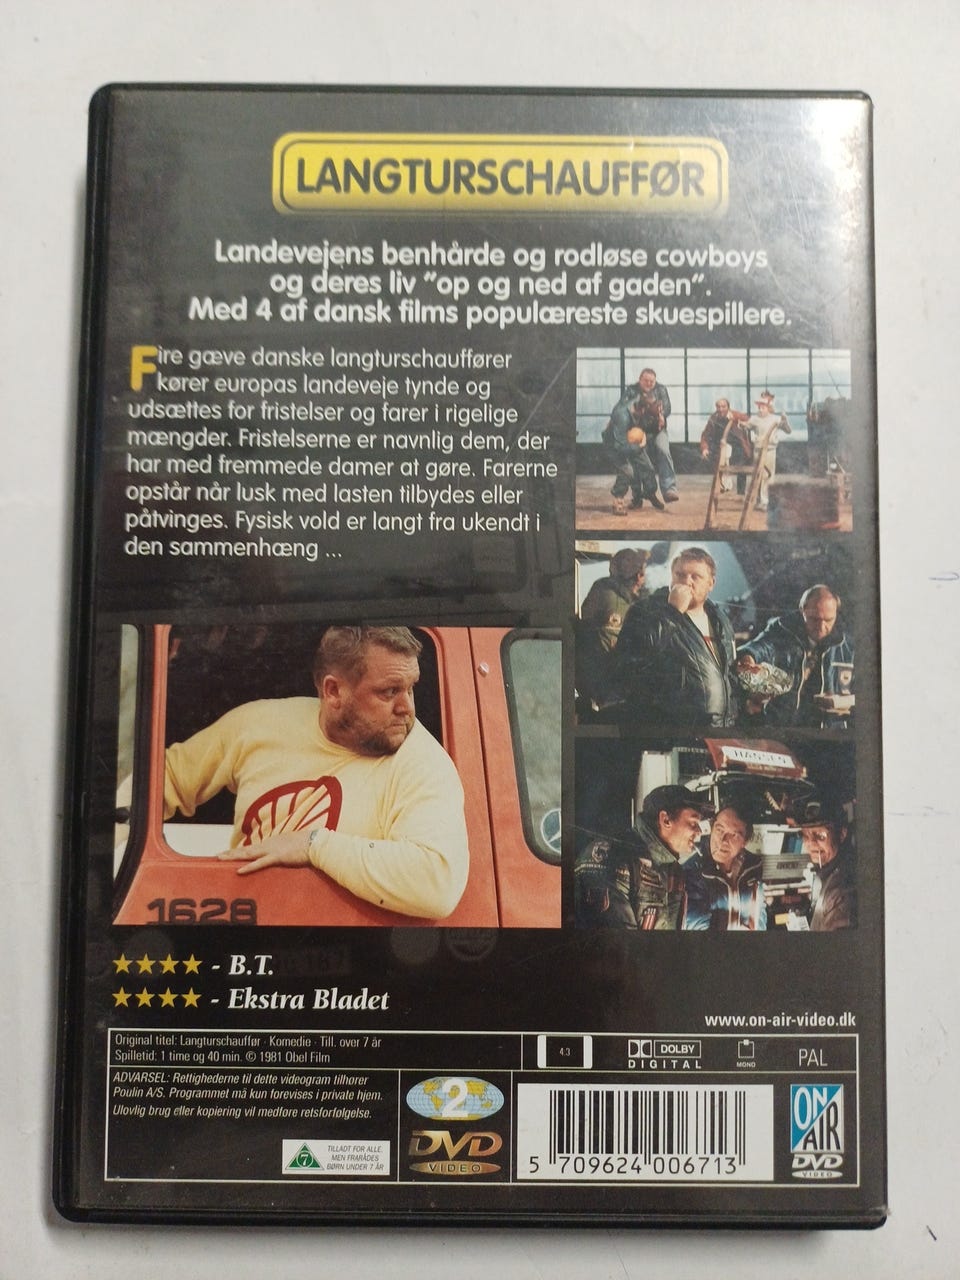 LANGTURSCHAUFFØR
Landevejens benhårde og rodløse cowboys
og deres liv "op og ned af gaden".
Med 4 af dansk films populæreste skuespillere.
Fire gæve danske langturschauffører
kører europas landeveje tynde og
udsættes for fristelser og farer i rigelige
mængder. Fristelserne er navnlig dem, der
har med fremmede damer at gøre. Farerne
opstår når lusk med lasten tilbydes eller
påtvinges. Fysisk vold er langt fra ukendt i
den sammenhæng ...
HANSEN
1628
★★★★ - B.T.
★★★★ - Ekstra Bladet
www.on-air-video.dk
Original titel: Langturschauffør · Komedie · Till. over 7 år
Spilletid: 1 time og 40 min. © 1981 Obel Film
4:3
DOLBY
DIGITAL
MONO
PAL
ADVARSEL: Rettighederne til dette videogram tilhører
Poulin A/S. Programmet må kun forevises i private hjem.
Ulovlig brug eller kopiering vil medføre retsforfølgelse.
7
TILLADT FOR ALLE,
MEN FRARÅDES
BØRN UNDER 7 ÅR
2
DVD
VIDEO
5 709624 006713
ON
AIR
DVD
VIDEO